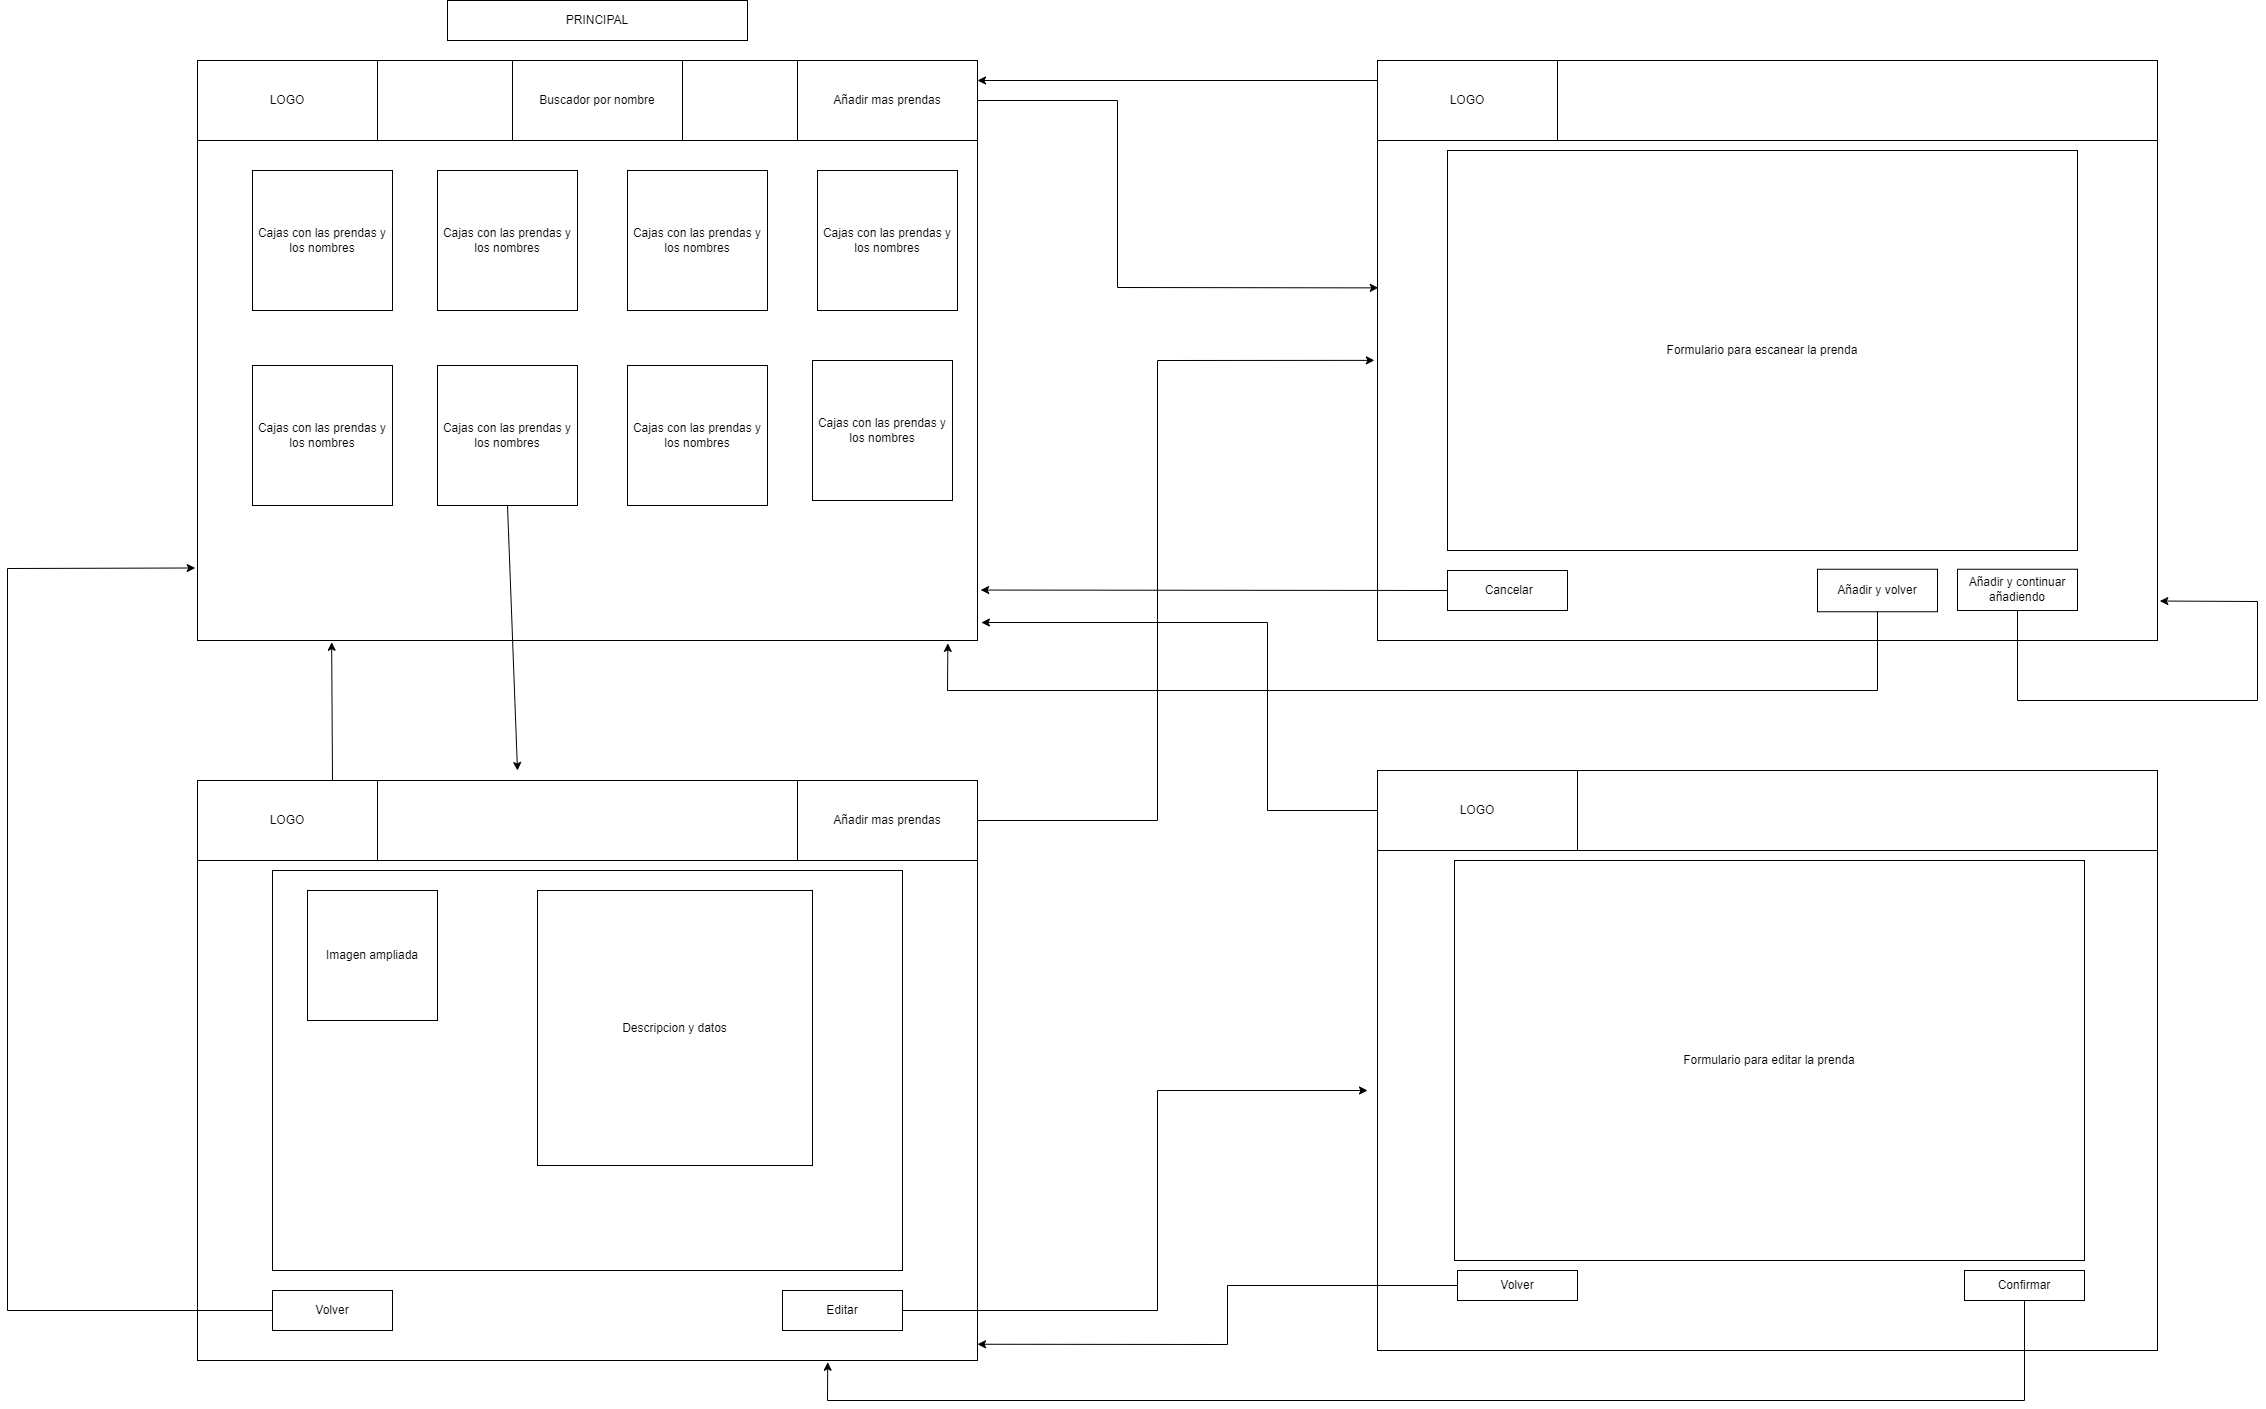 PRINCIPAL
LOGO
Buscador por nombre
Añadir mas prendas
Cajas con las prendas y
los nombres
Cajas con las prendas y
los nombres
Cajas con las prendas y
los nombres
Cajas con las prendas y
los nombres
Cajas con las prendas y
los nombres
Cajas con las prendas y
los nombres
Cajas con las prendas y
los nombres
Cajas con las prendas y
los nombres
LOGO
Formulario para escanear la prenda
Cancelar
Añadir y volver
Añadir y continuar
añadiendo
LOGO
Añadir mas prendas
Imagen ampliada
Descripcion y datos
Volver
Editar
LOGO
Formulario para editar la prenda
Volver
Confirmar